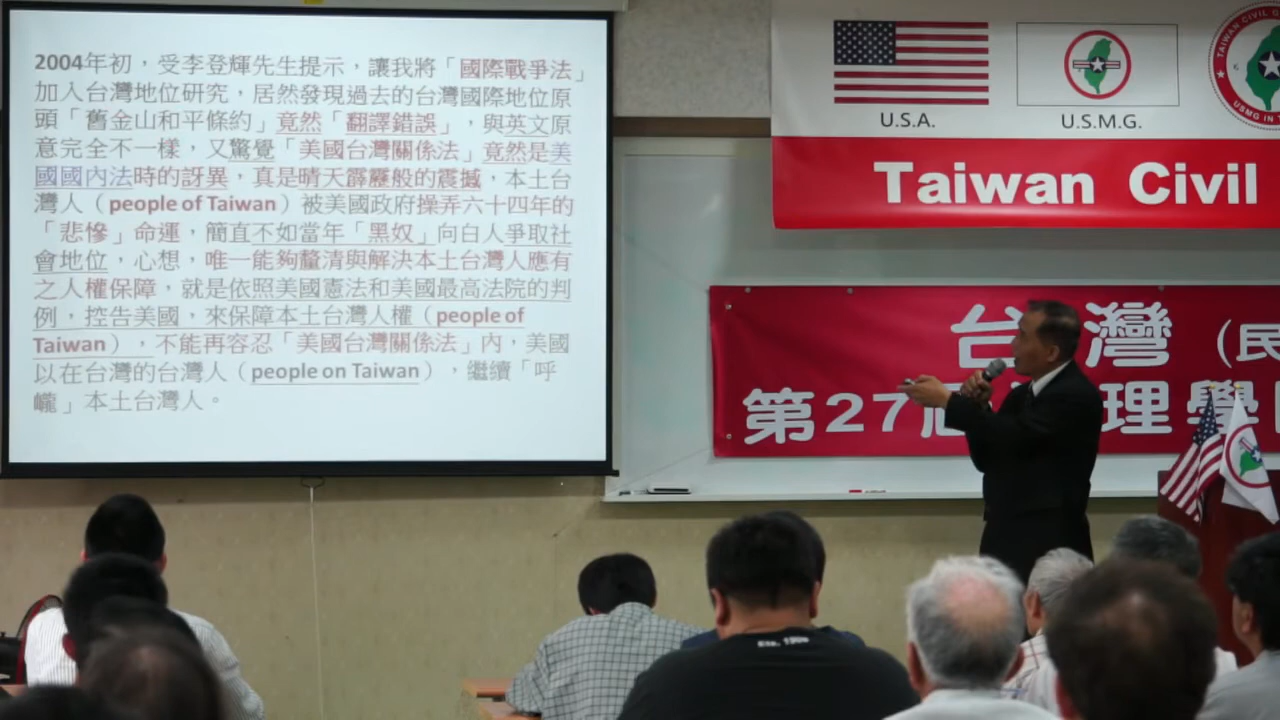 2004年初，受李登輝先生提示，讓我將「國際戰爭法」
加入台灣地位研究，居然發現過去的台灣國際地位原
頭「舊金山和平條約」竟然「翻譯錯誤」，與英文原
意完全不一樣，又驚覺「美國台灣關係法」竟然是美
國國內法時的訝異，真是晴天霹靂般的震撼，本土台
灣人（people of Taiwan）被美國政府操弄六十四年的
「悲慘」命運，簡直不如當年「黑奴」向白人爭取社
會地位，心想，唯一能夠釐清與解決本土台灣人應有
之人權保障，就是依照美國憲法和美國最高法院的判
例，控告美國，來保障本土台灣人權（people of
Taiwan），不能再容忍「美國台灣關係法」內，美國
以在台灣的台灣人（people on Taiwan），繼續「呼
嚨」本土台灣人。
U.S.A.
U.S.M.G.
TAIWAN CIVIL
USMG IN T
Taiwan Civil
台灣（民
第27 理學